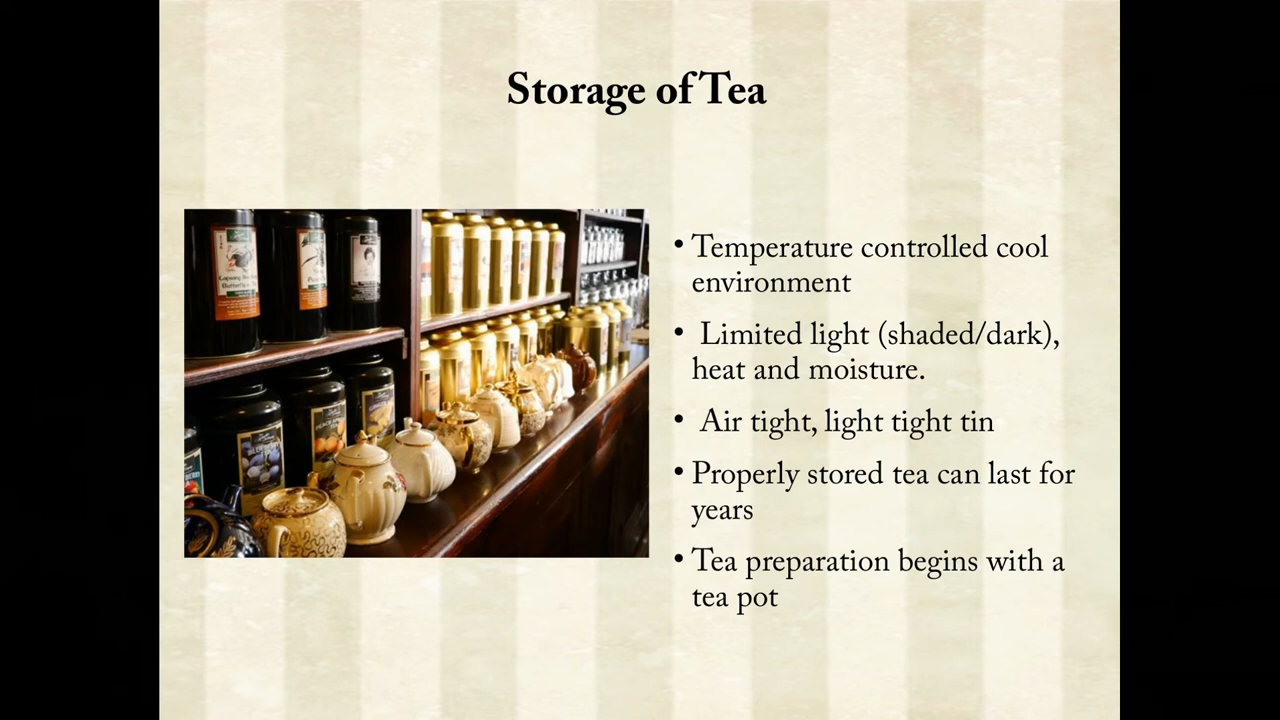 Storage of Tea
• Temperature controlled cool
environment
• Limited light (shaded/dark),
heat and moisture.
• Air tight, light tight tin
• Properly stored tea can last for
years
• Tea preparation begins with a
tea pot